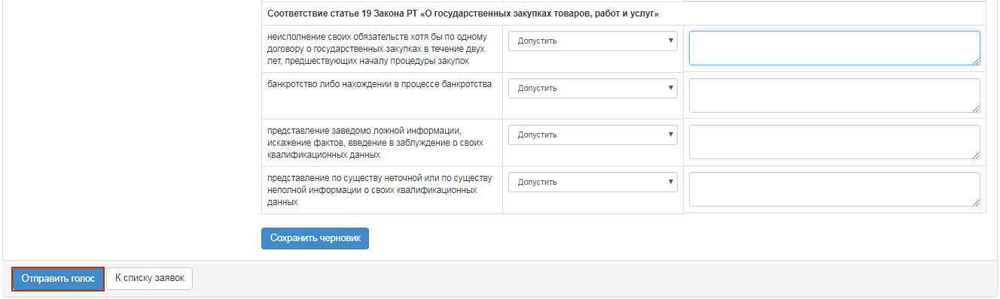 Соответствие статье 19 Закона РТ «О государственных закупках товаров, работ и услуг»
неисполнение своих обязательств хотя бы по одному
договору о государственных закупках в течение двух
лет, предшествующих началу процедуры закупок
Допустить
банкротство либо нахождении в процессе банкротства
Допустить
представление заведомо ложной информации,
искажение фактов, введение в заблуждение о своих
квалификационных данных
Допустить
представление по существу неточной или по существу
неполной информации о своих квалификационных
данных
Допустить
Сохранить черновик
Отправить голос
К списку заявок